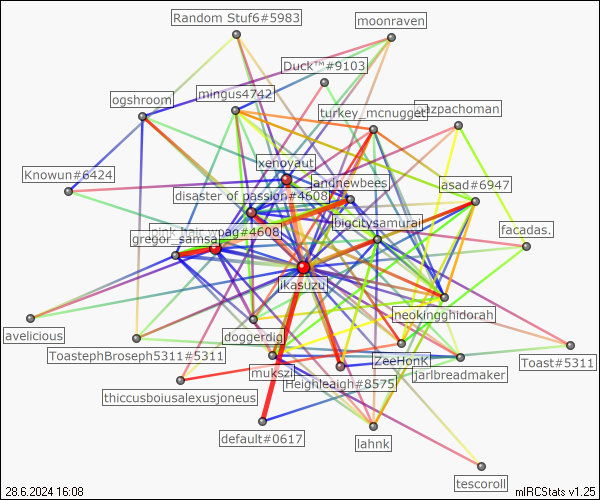 Random Stuf6#5983
moonraven
Duck™#9103
mingus4742
ogshroom
turkey_mcnugget
gazpachoman
xenoyaut
Knowun#6424
landnewbees
asad#6947
disaster of passion#4608
bigcitysamurai
facadas.
pink hair wpag#4608
gregor_samsa
ikasuzu
neokingghidorah
avelicious
doggerdig
ToastephBroseph5311#5311
ZeeHonK
Toast#5311
mukszi
Heighleaigh#8575
jarlbreadmaker
thiccusboiusalexusjoneus
default#0617
lahnk
tescoroll
28.6.2024 16:08
mIRCStats v1.25